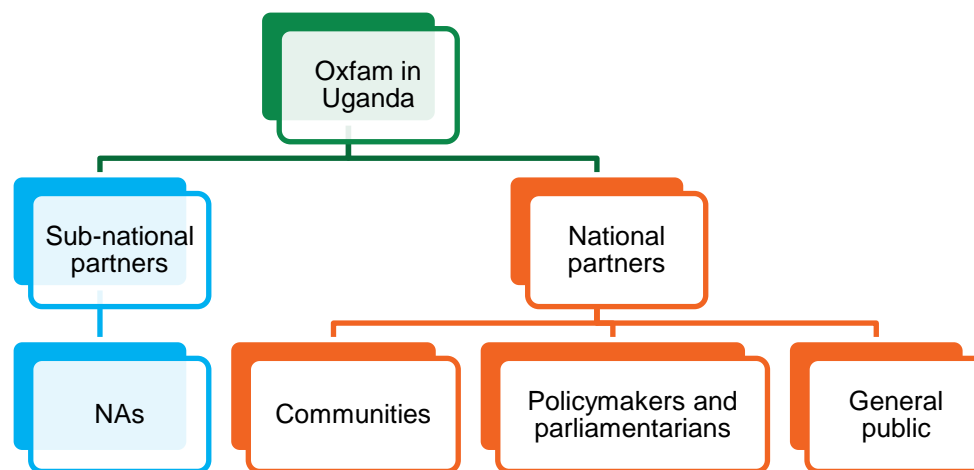 Oxfam in
Uganda
Sub-national
partners
National
partners
NAs
Communities
Policymakers and
parliamentarians
General
public